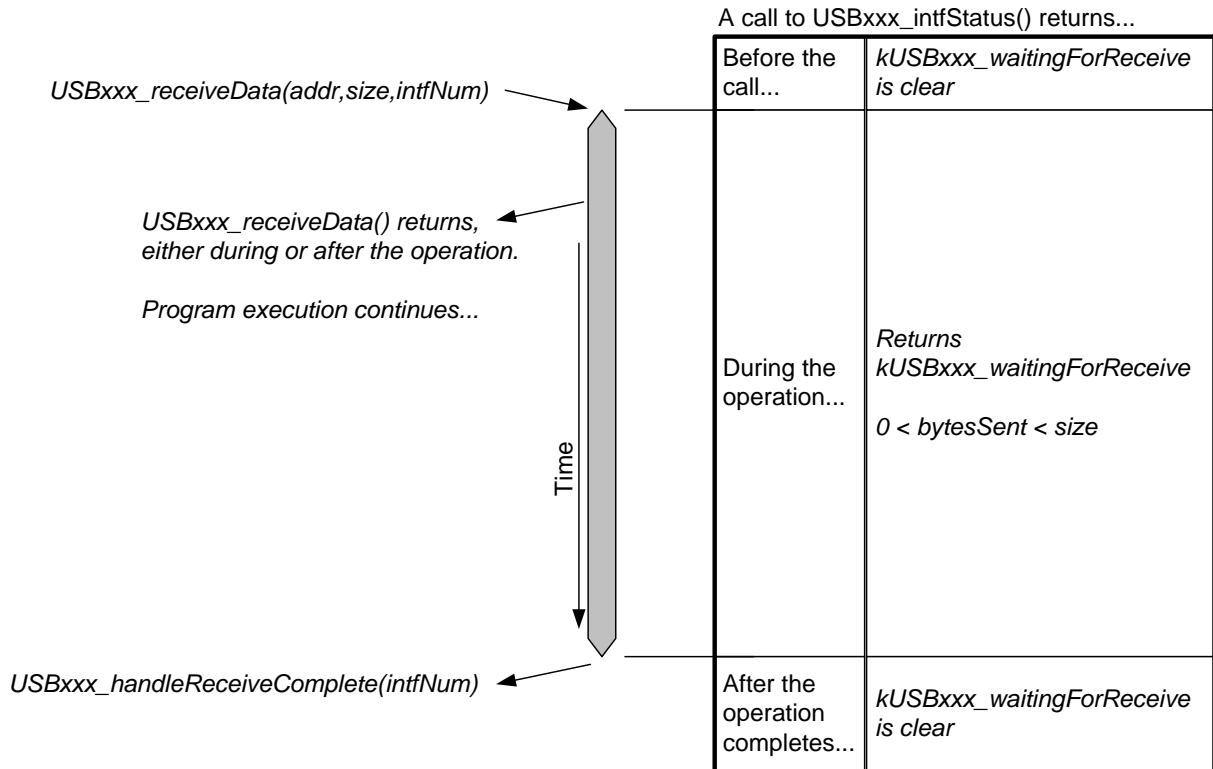 A call to USBxxx_intfStatus() returns...
USBxxx_receiveData(addr,size,intfNum)
USBxxx_receiveData() returns,
either during or after the operation.
Program execution continues...
Time
USBxxx_handleReceiveComplete(intfNum)
Before the
call...
kUSBxxx_waitingForReceive
is clear
During the
operation...
Returns
kUSBxxx_waitingForReceive
0 < bytesSent < size
After the
operation
completes...
kUSBxxx_waitingForReceive
is clear